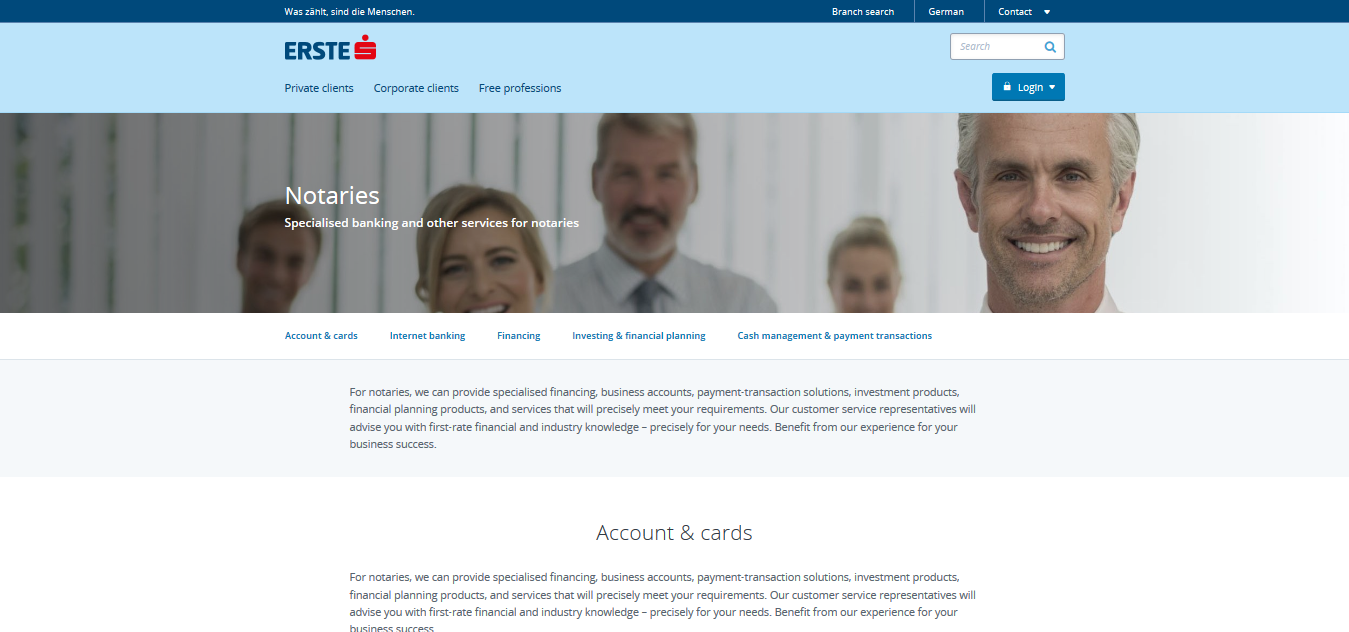 Was zählt, sind die Menschen.
Branch search
German
Contact
ERSTE
Search
Private clients
Corporate clients
Free professions
Login
Notaries
Specialised banking and other services for notaries
Account & cards
Internet banking
Financing
Investing & financial planning
Cash management & payment transactions
For notaries, we can provide specialised financing, business accounts, payment-transaction solutions, investment products,
financial planning products, and services that will precisely meet your requirements. Our customer service representatives will
advise you with first-rate financial and industry knowledge – precisely for your needs. Benefit from our experience for your
business success.
Account & cards
For notaries, we can provide specialised financing, business accounts, payment-transaction solutions, investment products,
financial planning products, and services that will precisely meet your requirements. Our customer service representatives will
advise you with first-rate financial and industry knowledge – precisely for your needs. Benefit from our experience for your
business success